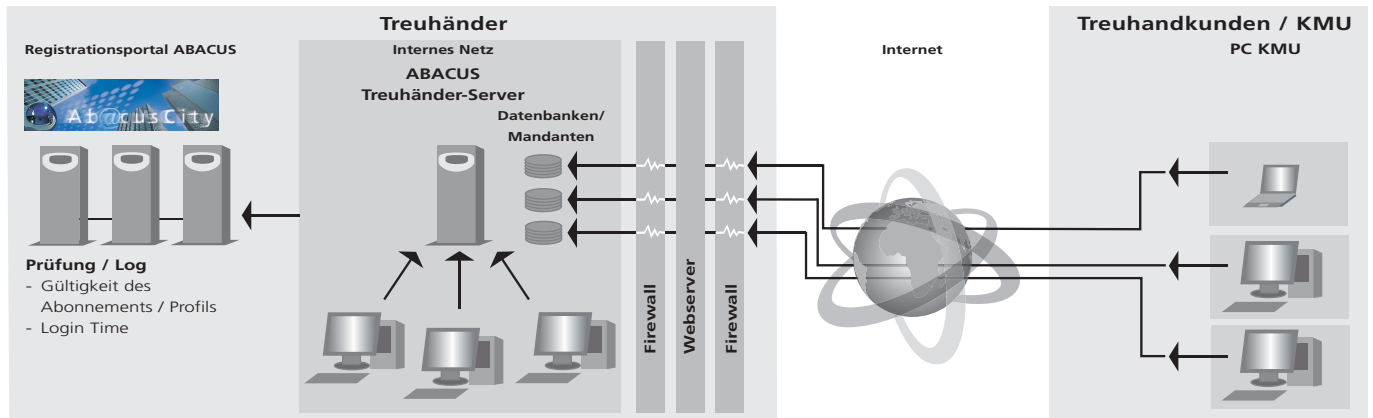 Treuhänder
Treuhandkunden / KMU
Registrationsportal ABACUS
Internes Netz
Internet
PC KMU
ABACUS
Treuhänder-Server
Ab@cusCity
Datenbanken/
Mandanten
Firewall
Webserver
Firewall
Prüfung / Log
- Gültigkeit des
Abonnements / Profils
- Login Time